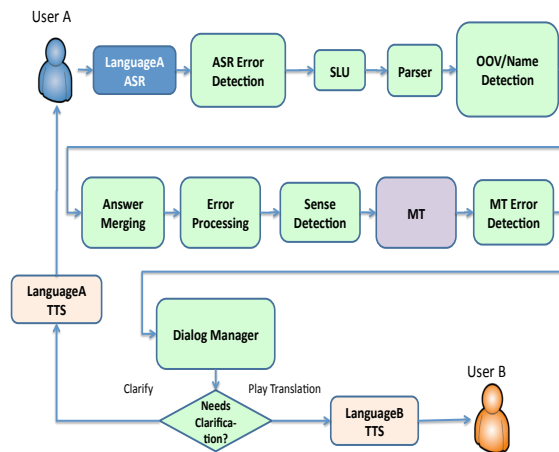 User A
LanguageA
ASR
ASR Error
Detection
SLU
Parser
OOV/Name
Detection
Answer
Merging
Error
Processing
Sense
Detection
MT
MT Error
Detection
LanguageA
TTS
Dialog Manager
Clarify
Needs
Clarifica-
tion?
Play Translation
LanguageB
TTS
User B